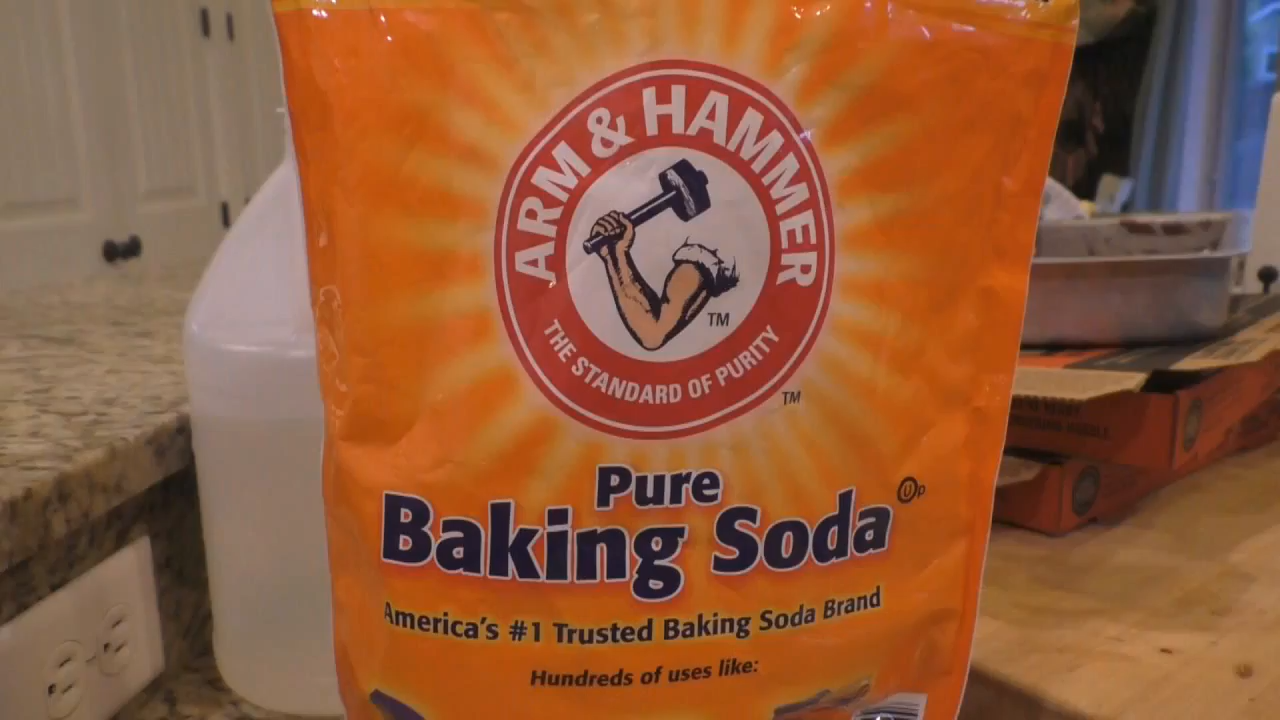 ARM & HAMMER
TM
THE STANDARD OF PURITY
TM
Pure
Baking Soda
UP
America's #1 Trusted Baking Soda Brand
Hundreds of uses like: